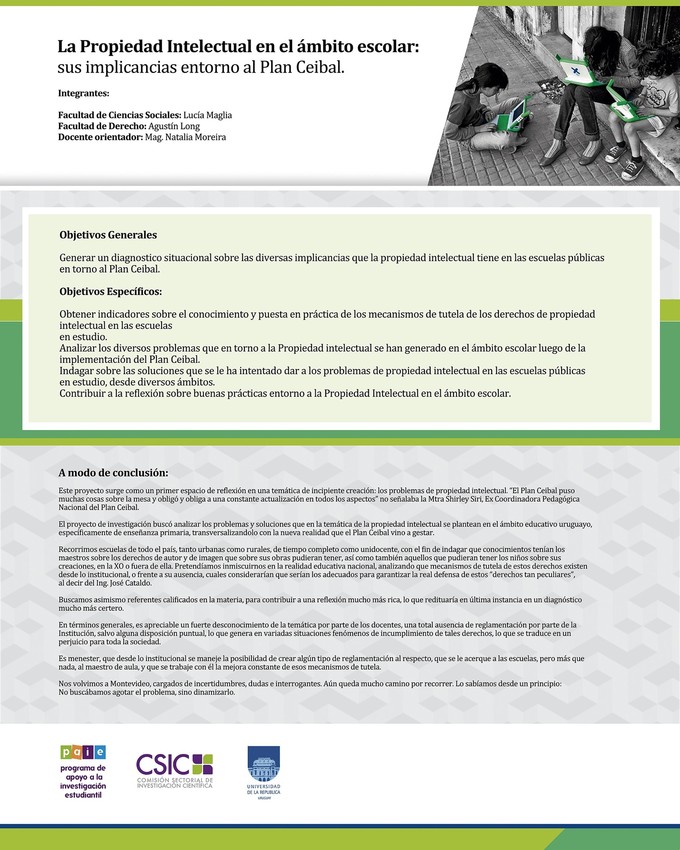 La Propiedad Intelectual en el ámbito escolar:
sus implicancias entorno al Plan Ceibal.
Integrantes:
Facultad de Ciencias Sociales: Lucía Maglia
Facultad de Derecho: Agustín Long
Docente orientador: Mag. Natalia Moreira
Objetivos Generales
Generar un diagnostico situacional sobre las diversas implicancias que la propiedad intelectual tiene en las escuelas públicas
en torno al Plan Ceibal.
Objetivos Específicos:
Obtener indicadores sobre el conocimiento y puesta en práctica de los mecanismos de tutela de los derechos de propiedad
intelectual en las escuelas
en estudio.
Analizar los diversos problemas que en torno a la Propiedad intelectual se han generado en el ámbito escolar luego de la
implementación del Plan Ceibal.
Indagar sobre las soluciones que se le ha intentado dar a los problemas de propiedad intelectual en las escuelas públicas
en estudio, desde diversos ámbitos.
Contribuir a la reflexión sobre buenas prácticas entorno a la Propiedad Intelectual en el ámbito escolar.
A modo de conclusión:
Este proyecto surge como un primer espacio de reflexión en una temática de incipiente creación: los problemas de propiedad intelectual. "El Plan Ceibal puso
muchas cosas sobre la mesa y obligó y obliga a una constante actualización en todos los aspectos" no señalaba la Mtra Shirley Siri, Ex Coordinadora Pedagógica
Nacional del Plan Ceibal.
El proyecto de investigación buscó analizar los problemas y soluciones que en la temática de la propiedad intelectual se plantean en el ámbito educativo uruguayo,
específicamente de enseñanza primaria, transversalizandolo con la nueva realidad que el Plan Ceibal vino a gestar.
Recorrimos escuelas de todo el país, tanto urbanas como rurales, de tiempo completo como unidocente, con el fin de indagar que conocimientos tenían los
maestros sobre los derechos de autor y de imagen que sobre sus obras pudieran tener, así como también aquellos que pudieran tener los niños sobre sus
creaciones, en la XO o fuera de ella. Pretendíamos inmiscuirnos en la realidad educativa nacional, analizando que mecanismos de tutela de estos derechos existen
desde lo institucional, o frente a su ausencia, cuales considerarían que serían los adecuados para garantizar la real defensa de estos "derechos tan peculiares",
al decir del Ing. José Cataldo.
Buscamos asimismo referentes calificados en la materia, para contribuir a una reflexión mucho más rica, lo que redituaría en última instancia en un diagnóstico
mucho más certero.
En términos generales, es apreciable un fuerte desconocimiento de la temática por parte de los docentes, una total ausencia de reglamentación por parte de la
Institución, salvo alguna disposición puntual, lo que genera en variadas situaciones fenómenos de incumplimiento de tales derechos, lo que se traduce en un
perjuicio para toda la sociedad.
Es menester, que desde lo institucional se maneje la posibilidad de crear algún tipo de reglamentación al respecto, que se le acerque a las escuelas, pero más que
nada, al maestro de aula, y que se trabaje con él la mejora constante de esos mecanismos de tutela.
Nos volvimos a Montevideo, cargados de incertidumbres, dudas e interrogantes. Aún queda mucho camino por recorrer. Lo sabíamos desde un principio:
No buscábamos agotar el problema, sino dinamizarlo.
paie
programa de
apoyo a la
investigación
estudiantil
CSIC
COMISIÓN SECTORIAL DE
INVESTIGACIÓN CIENTÍFICA
UNIVERSIDAD
DE LA REPÚBLICA
URUGUAY